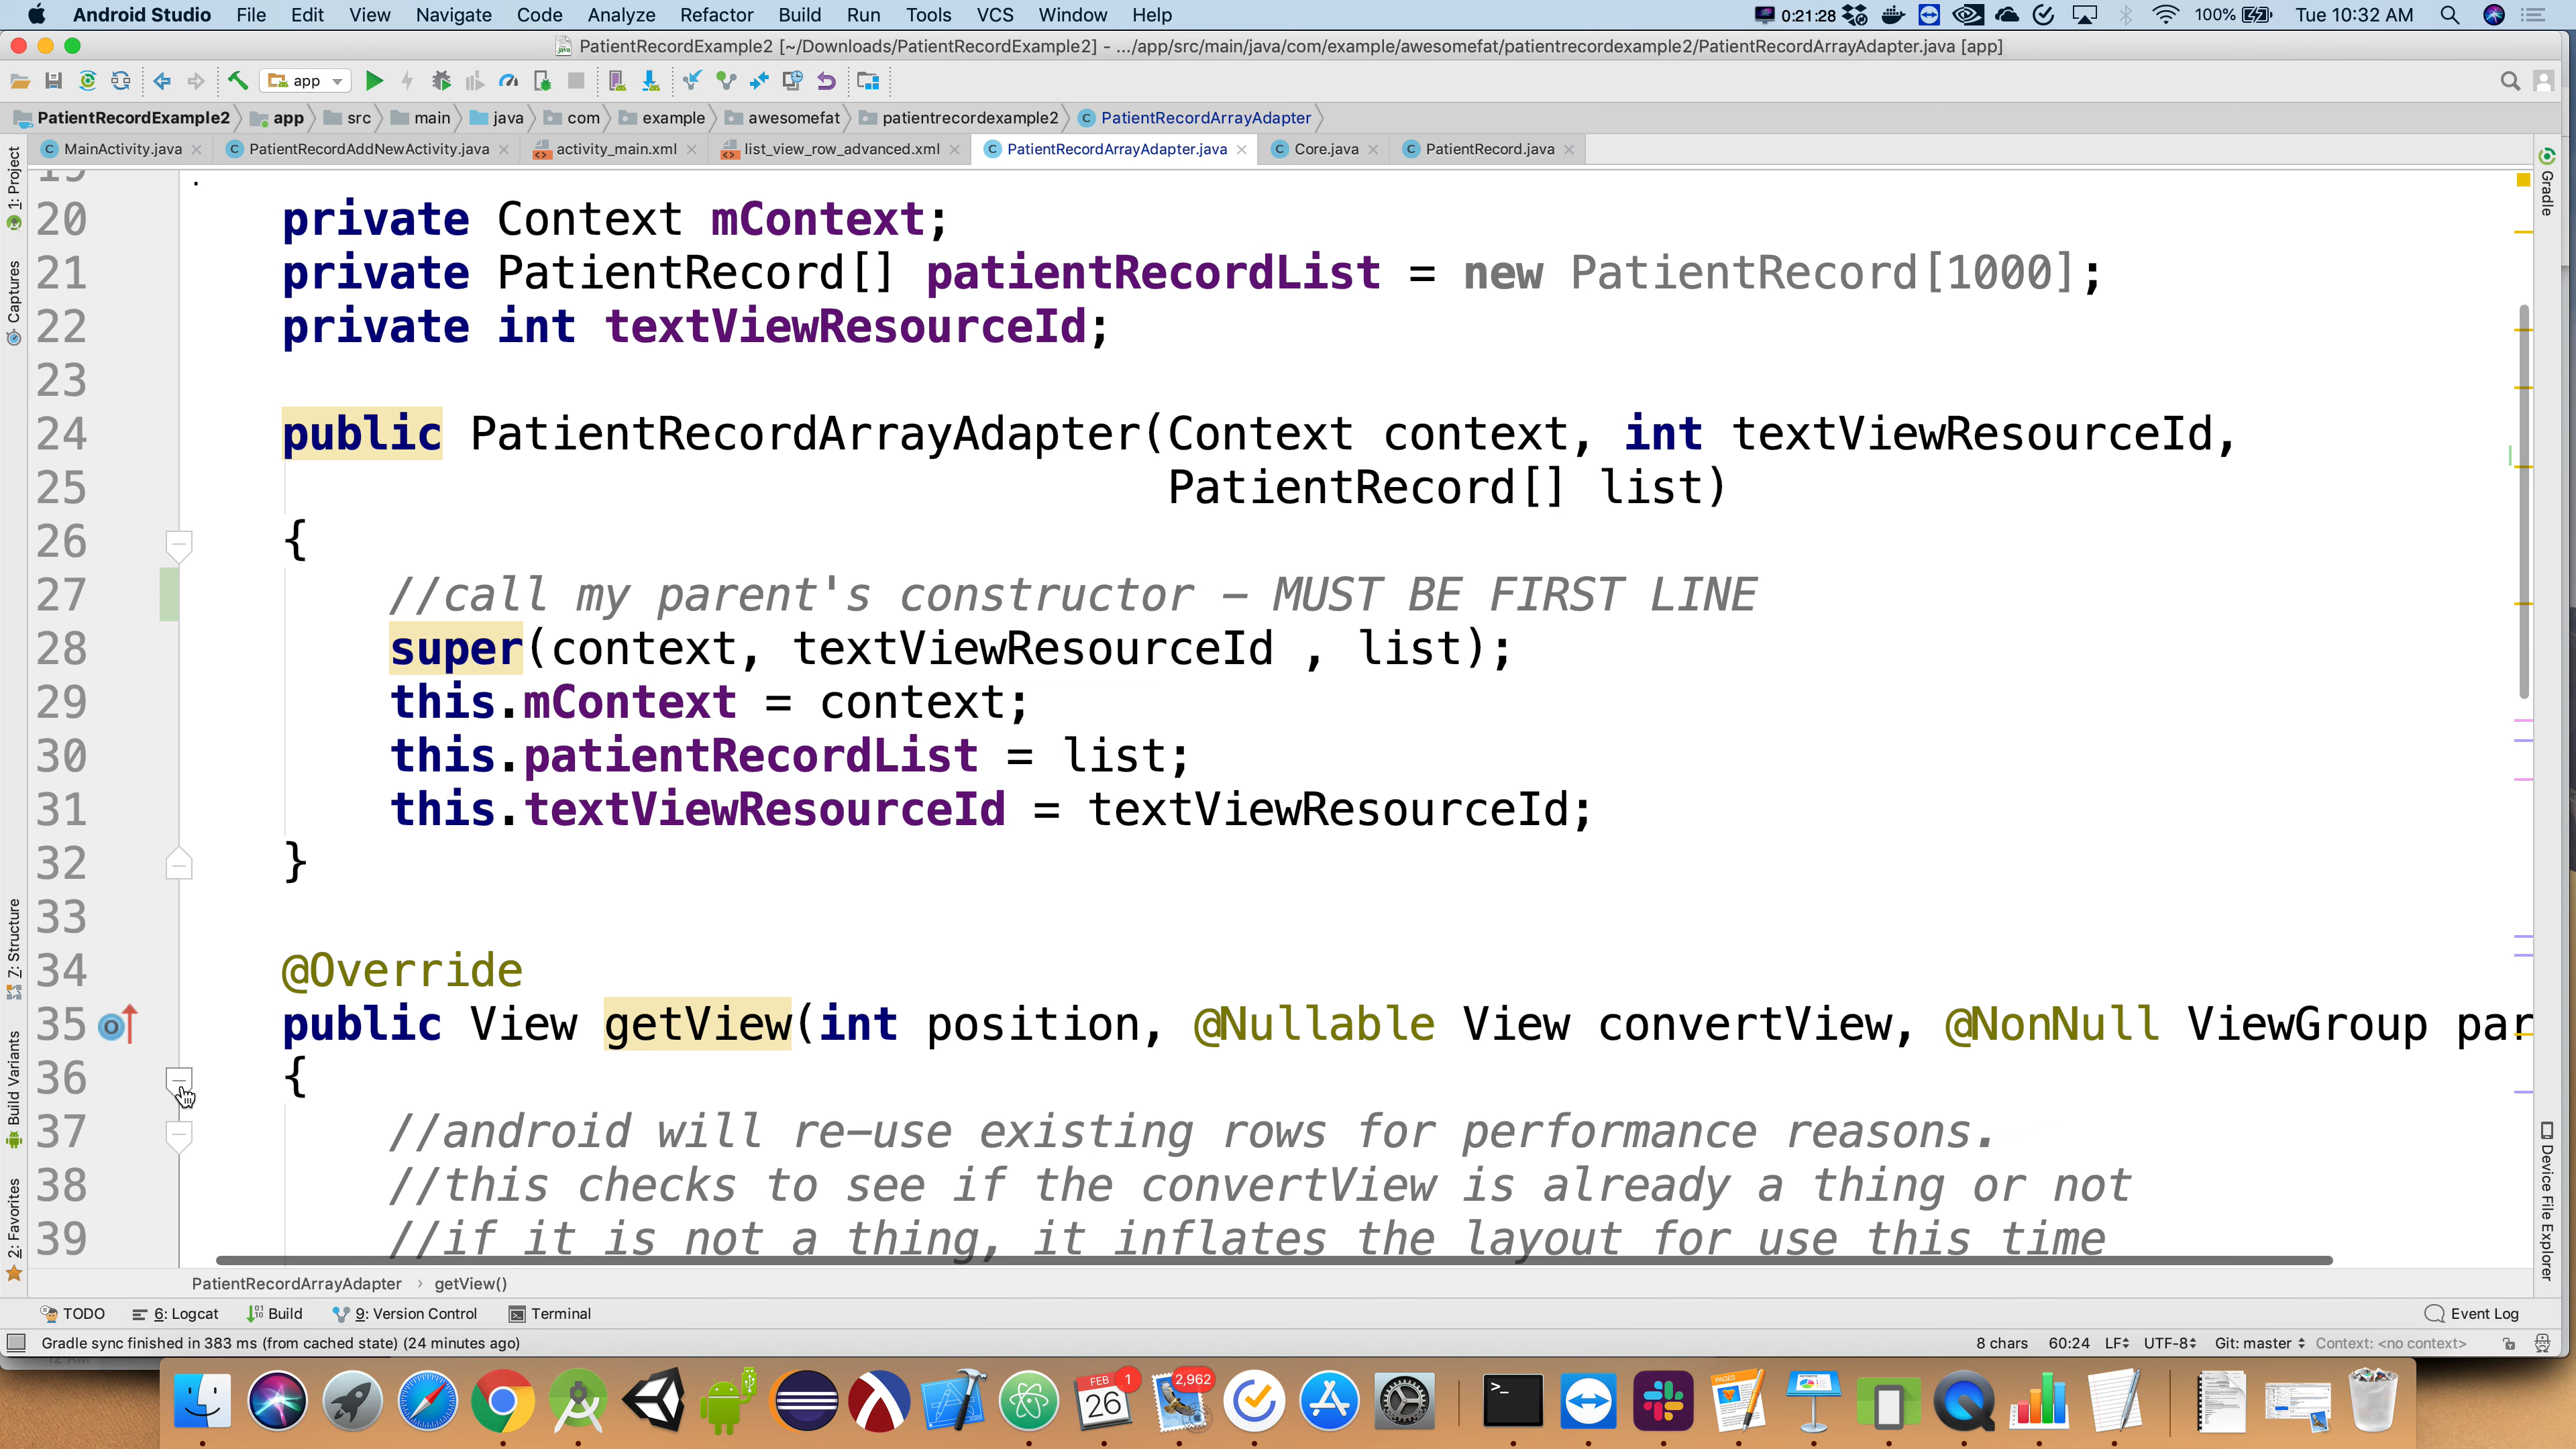 Android Studio File Edit View Navigate Code Analyze Refactor Build Run Tools VCS Window Help 0:21:28 100% Tue 10:32 AM
PatientRecordExample2 [~/Downloads/PatientRecordExample2] - .../app/src/main/java/com/example/awesomefat/patientrecordexample2/PatientRecordArrayAdapter.java [app]
app
PatientRecordExample2 app src main java com example awesomefat patientrecordexample2 PatientRecordArrayAdapter
MainActivity.java PatientRecordAddNewActivity.java activity_main.xml list_view_row_advanced.xml PatientRecordArrayAdapter.java Core.java PatientRecord.java
1: Project
Captures
7: Structure
Build Variants
2: Favorites
Gradle
Device File Explorer
19
20 private Context mContext;
21 private PatientRecord[] patientRecordList = new PatientRecord[1000];
22 private int textViewResourceId;
23
24 public PatientRecordArrayAdapter(Context context, int textViewResourceId,
25 PatientRecord[] list)
26 {
27 //call my parent's constructor - MUST BE FIRST LINE
28 super(context, textViewResourceId , list);
29 this.mContext = context;
30 this.patientRecordList = list;
31 this.textViewResourceId = textViewResourceId;
32 }
33
34 @Override
35 public View getView(int position, @Nullable View convertView, @NonNull ViewGroup par
36 {
37 //android will re-use existing rows for performance reasons.
38 //this checks to see if the convertView is already a thing or not
39 //if it is not a thing, it inflates the layout for use this time
PatientRecordArrayAdapter › getView()
TODO 6: Logcat Build 9: Version Control Terminal Event Log
Gradle sync finished in 383 ms (from cached state) (24 minutes ago) 8 chars 60:24 LF UTF-8 Git: master Context: <no context>
FEB 26 1 2,962
PAGES